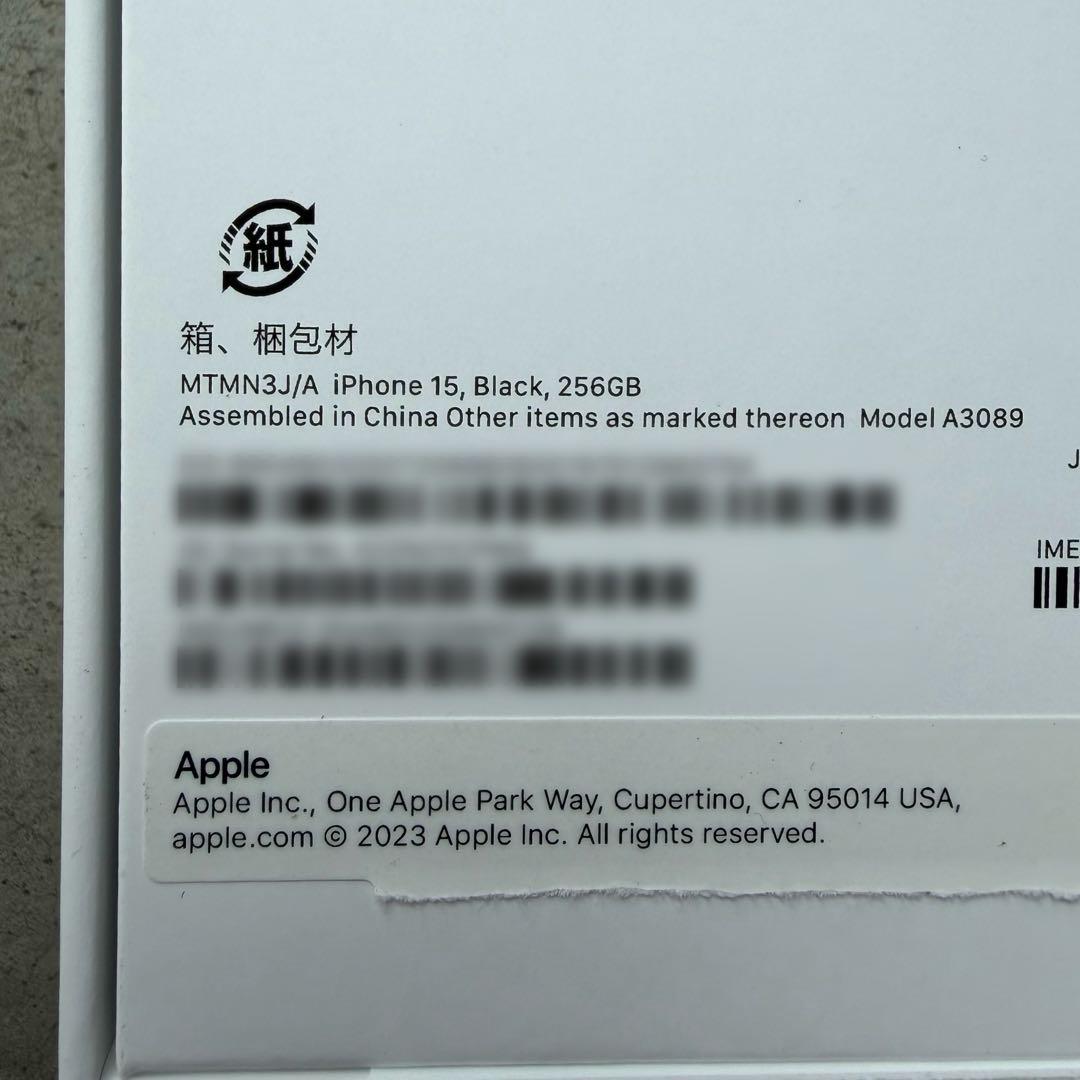 紙
箱、梱包材
MTMN3J/A iPhone 15, Black, 256GB
Assembled in China Other items as marked thereon Model A3089
J
IME
Apple
Apple Inc., One Apple Park Way, Cupertino, CA 95014 USA,
apple.com © 2023 Apple Inc. All rights reserved.